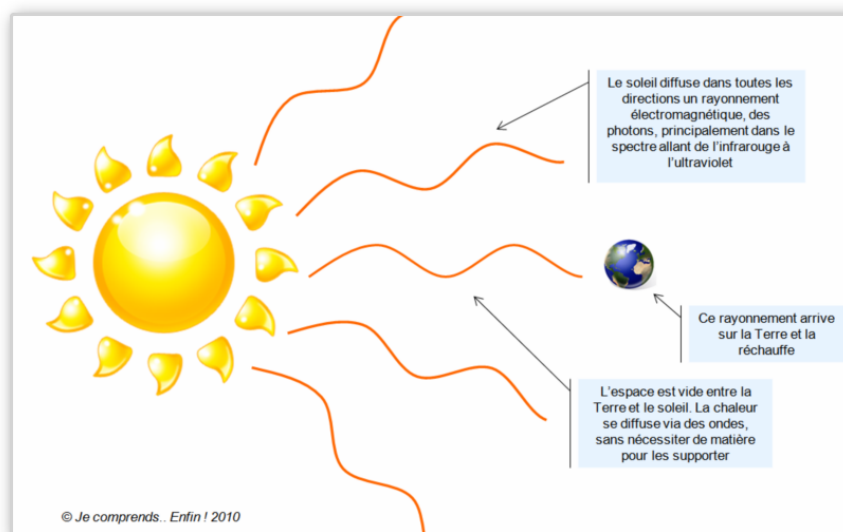 Le soleil diffuse dans toutes les
directions un rayonnement
électromagnétique, des
photons, principalement dans le
spectre allant de l'infrarouge à
l'ultraviolet
Ce rayonnement arrive
sur la Terre et la
réchauffe
L'espace est vide entre la
Terre et le soleil. La chaleur
se diffuse via des ondes,
sans nécessiter de matière
pour les supporter
© Je comprends.. Enfin ! 2010